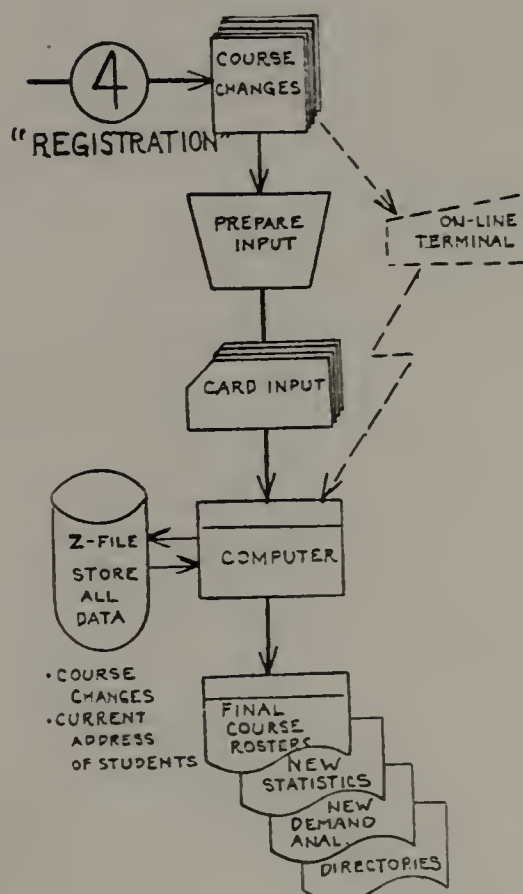 COURSE
CHANGES
4
"REGISTRATION"
PREPARE
INPUT
ON-LINE
TERMINAL
CARD INPUT
Z-FILE
STORE
ALL
DATA
COMPUTER
• COURSE
CHANGES
• CURRENT
ADDRESS
OF STUDENTS
FINAL
COURSE
ROSTERS
NEW
STATISTICS
NEW
DEMAND
ANAL.
DIRECTORIES